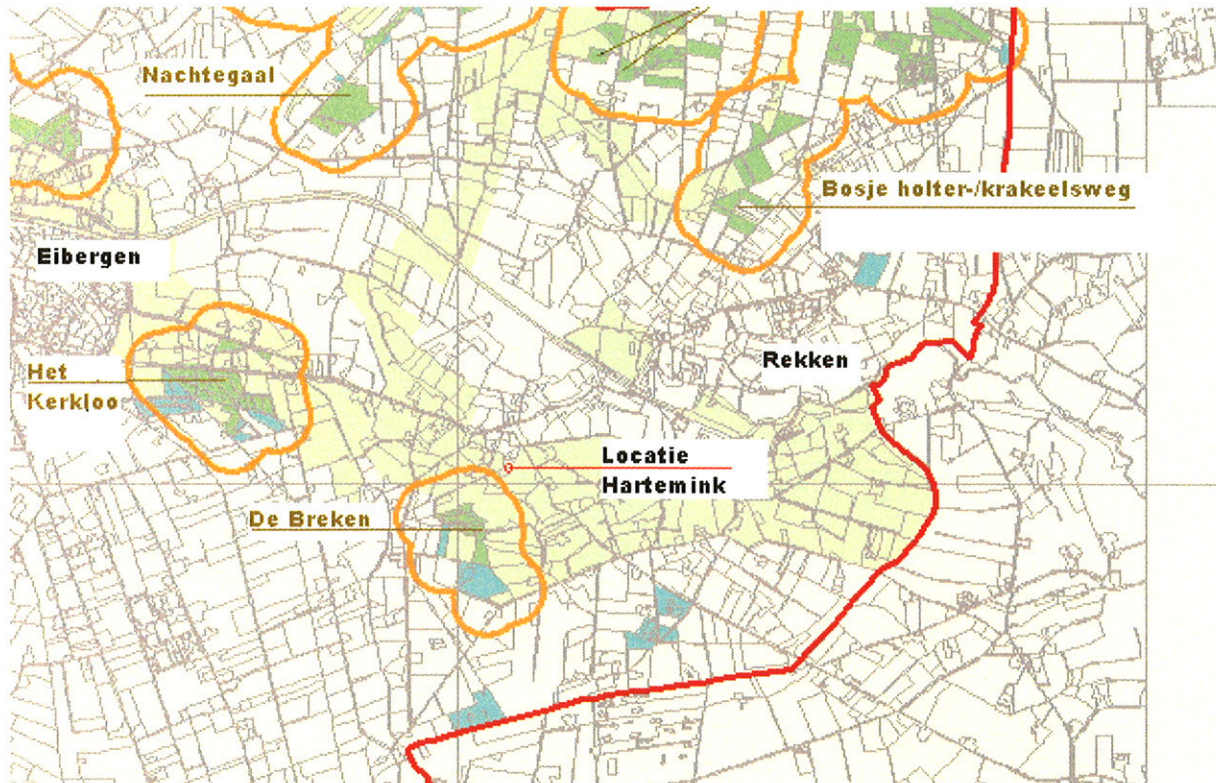 Nachtegaal
Bosje holter-/krakeelsweg
Eibergen
Rekken
Het
Kerkloo
Locatie
Hartemink
De Breken